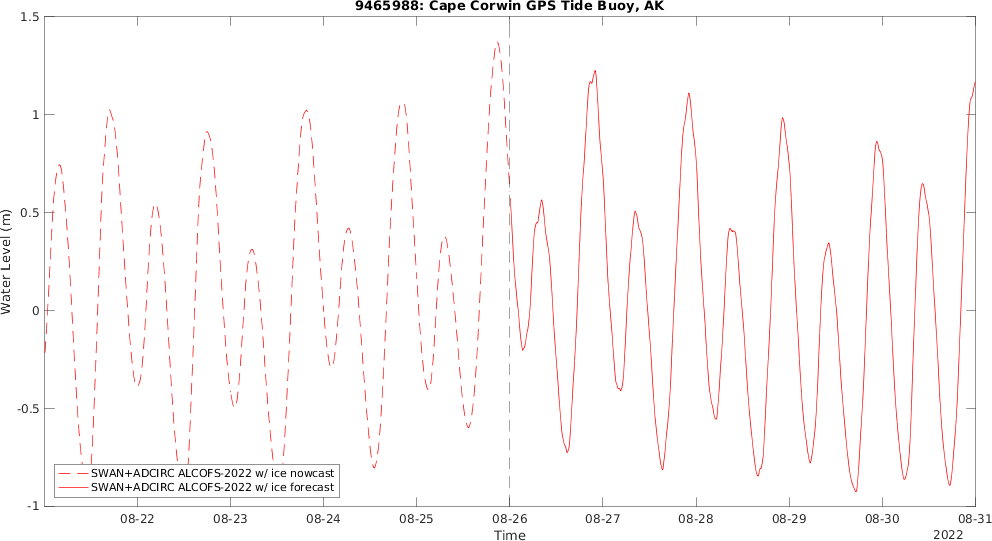 9465988: Cape Corwin GPS Tide Buoy, AK
Water Level (m)
1.5
1
0.5
0
-0.5
-1
SWAN+ADCIRC ALCOFS-2022 w/ ice nowcast
SWAN+ADCIRC ALCOFS-2022 w/ ice forecast
08-22 08-23 08-24 08-25 08-26 08-27 08-28 08-29 08-30 08-31
Time
2022